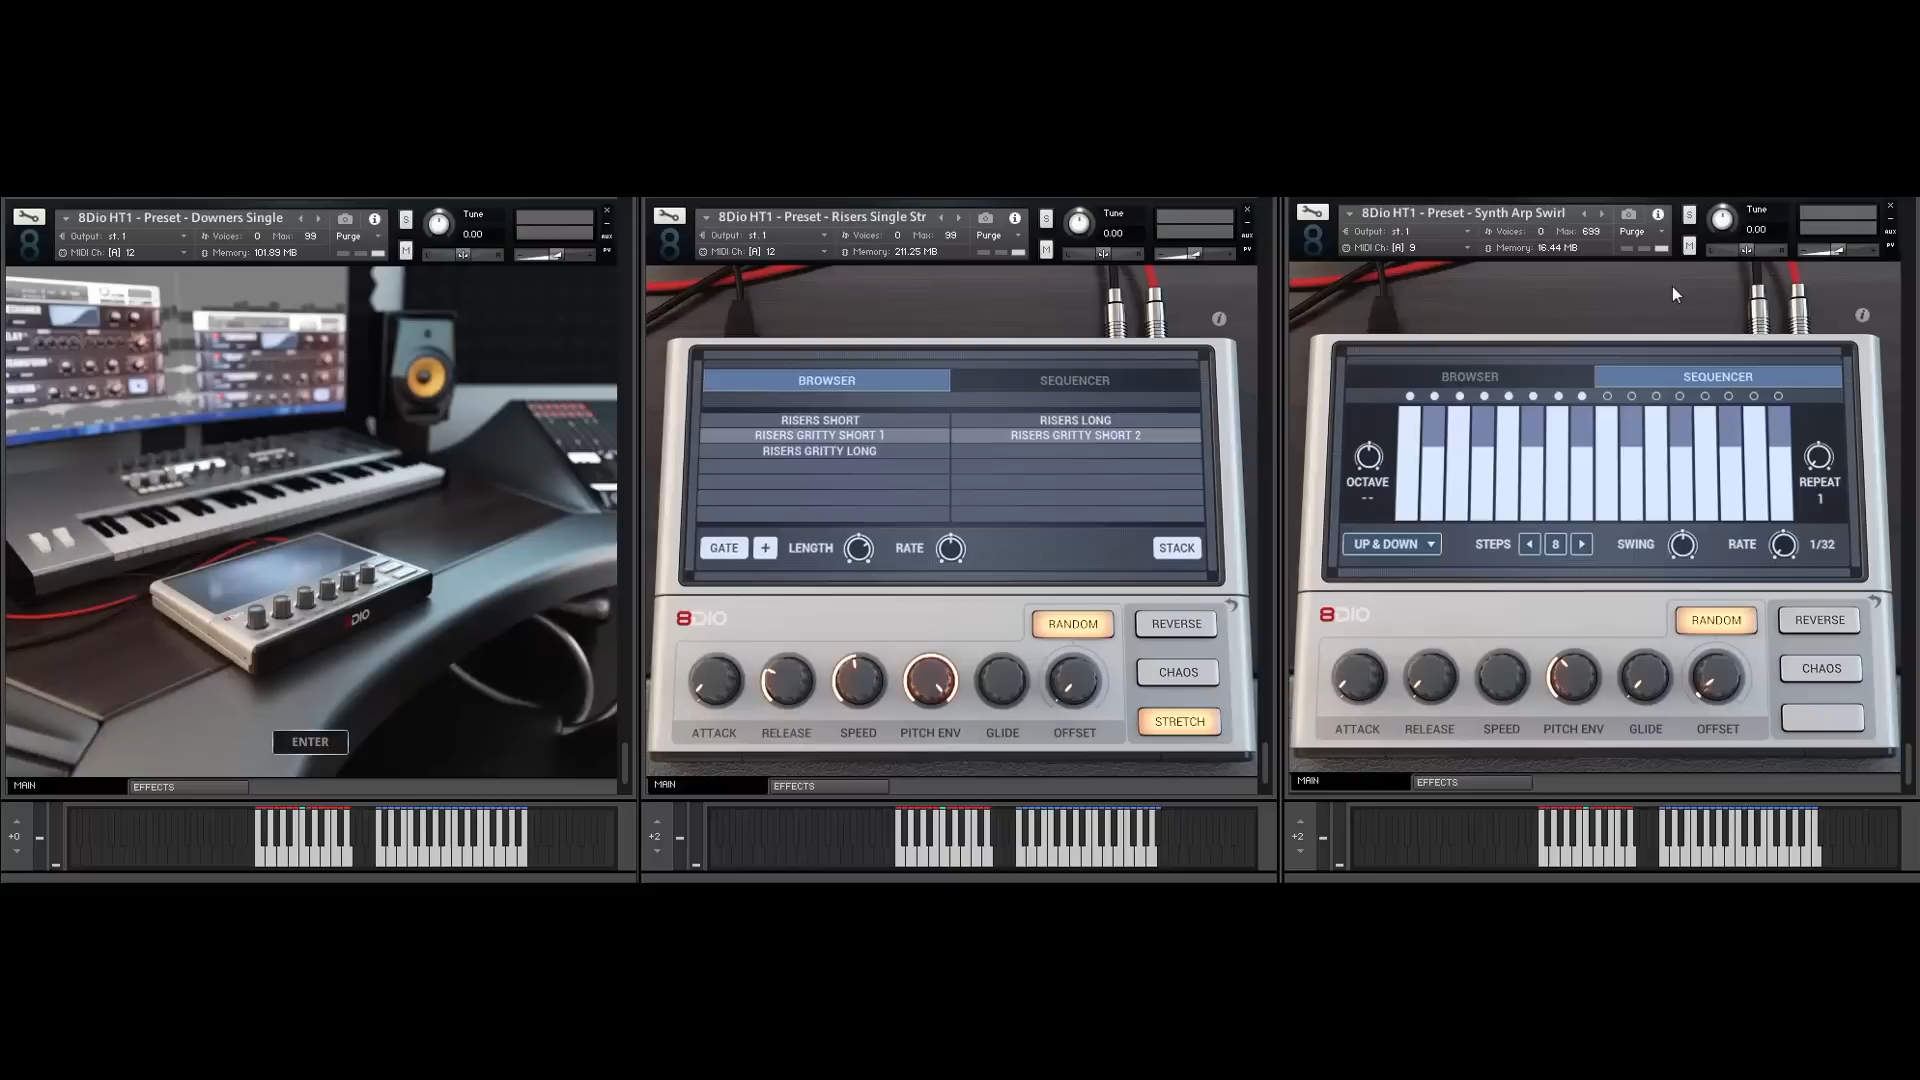 8Dio HT1 - Preset - Downers Single
Output: st. 1 Voices: 0 Max: 99 Purge
MIDI Ch: [A] 12 Memory: 101.89 MB
S
M
Tune
0.00
L R
AUX
PV
8DIO
ENTER
MAIN EFFECTS
+0
8Dio HT1 - Preset - Risers Single Str
Output: st. 1 Voices: 0 Max: 99 Purge
MIDI Ch: [A] 12 Memory: 211.25 MB
S
M
Tune
0.00
L R
AUX
PV
BROWSER SEQUENCER
RISERS SHORT RISERS LONG
RISERS GRITTY SHORT 1 RISERS GRITTY SHORT 2
RISERS GRITTY LONG
GATE + LENGTH RATE STACK
8DIO
RANDOM REVERSE
CHAOS
STRETCH
ATTACK RELEASE SPEED PITCH ENV GLIDE OFFSET
MAIN EFFECTS
+2
8Dio HT1 - Preset - Synth Arp Swirl
Output: st. 1 Voices: 0 Max: 699 Purge
MIDI Ch: [A] 9 Memory: 16.44 MB
S
M
Tune
0.00
L R
AUX
PV
BROWSER SEQUENCER
OCTAVE
--
REPEAT
1
UP & DOWN STEPS 8 SWING RATE 1/32
8DIO
RANDOM REVERSE
CHAOS
ATTACK RELEASE SPEED PITCH ENV GLIDE OFFSET
MAIN EFFECTS
+2